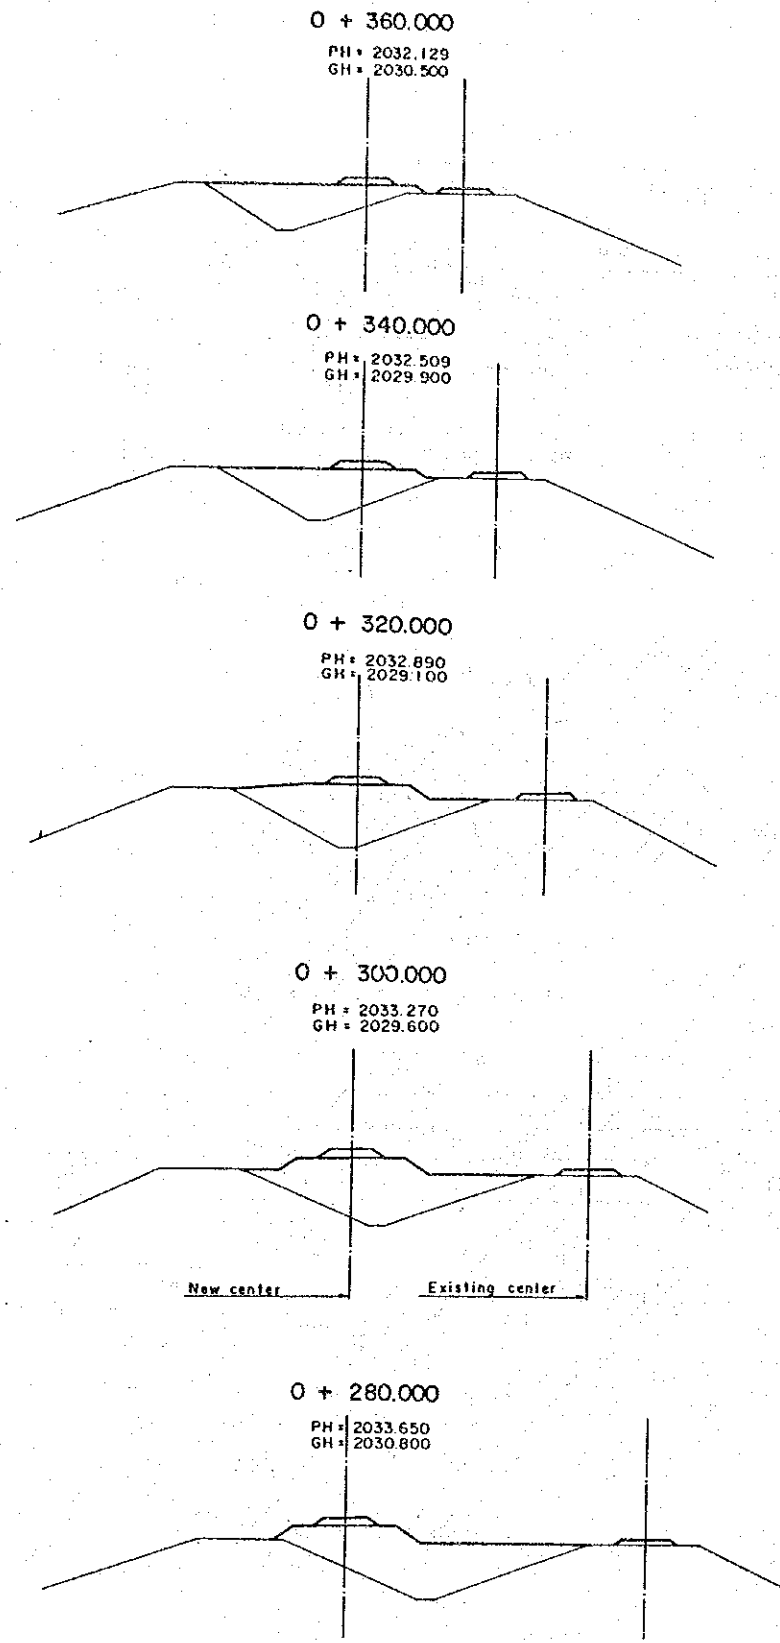 0 + 360.000
PH = 2032.129
GH = 2030.500
0 + 340.000
PH = 2032.509
GH = 2029.900
0 + 320.000
PH = 2032.890
GH = 2029.100
0 + 300.000
PH = 2033.270
GH = 2029.600
New center
Existing center
0 + 280.000
PH = 2033.650
GH = 2030.800